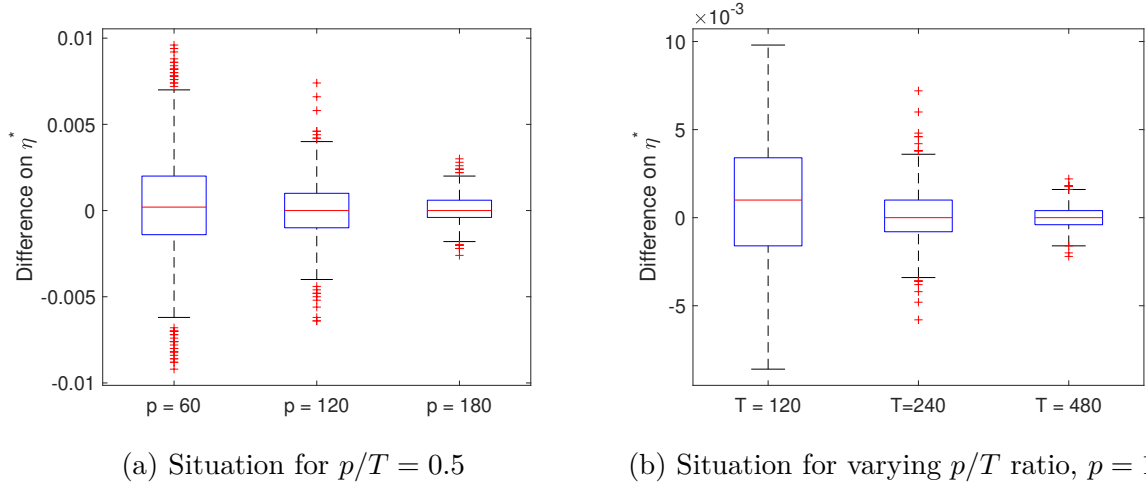 ×10⁻³
0.01
0.005
0
-0.005
-0.01
Difference on η*
p = 60
p = 120
p = 180
(a) Situation for p/T = 0.5
10
5
0
-5
Difference on η*
T = 120
T=240
T = 480
(b) Situation for varying p/T ratio, p =